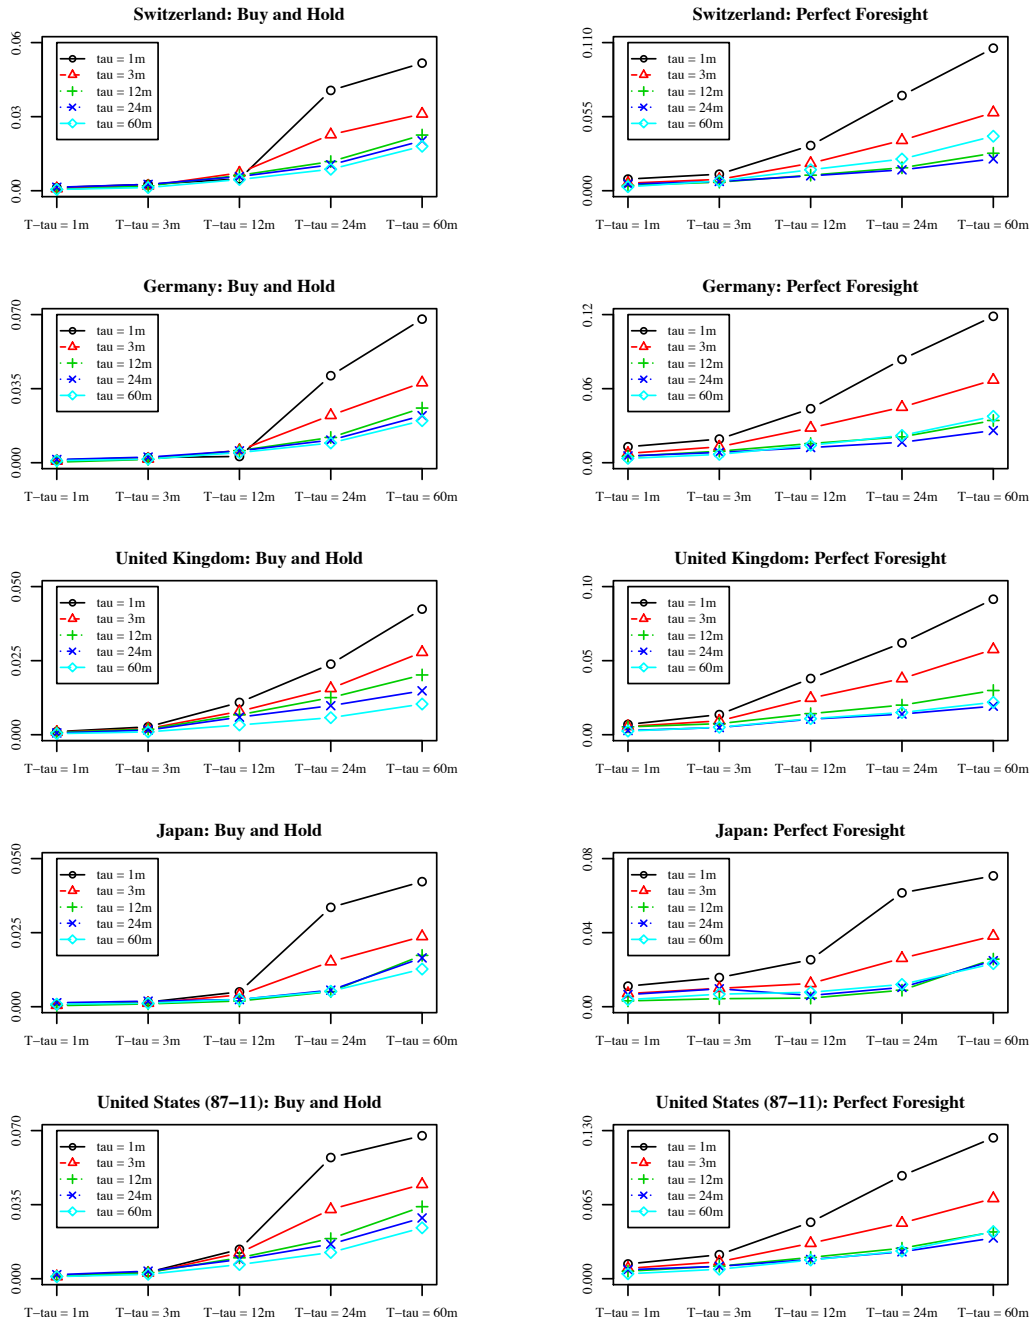 Switzerland: Buy and Hold
0.06
0.03
0.00
tau = 1m
tau = 3m
tau = 12m
tau = 24m
tau = 60m
T−tau = 1m T−tau = 3m T−tau = 12m T−tau = 24m T−tau = 60m
Switzerland: Perfect Foresight
0.110
0.055
0.000
tau = 1m
tau = 3m
tau = 12m
tau = 24m
tau = 60m
T−tau = 1m T−tau = 3m T−tau = 12m T−tau = 24m T−tau = 60m
Germany: Buy and Hold
0.070
0.035
0.000
tau = 1m
tau = 3m
tau = 12m
tau = 24m
tau = 60m
T−tau = 1m T−tau = 3m T−tau = 12m T−tau = 24m T−tau = 60m
Germany: Perfect Foresight
0.12
0.06
0.00
tau = 1m
tau = 3m
tau = 12m
tau = 24m
tau = 60m
T−tau = 1m T−tau = 3m T−tau = 12m T−tau = 24m T−tau = 60m
United Kingdom: Buy and Hold
0.050
0.025
0.000
tau = 1m
tau = 3m
tau = 12m
tau = 24m
tau = 60m
T−tau = 1m T−tau = 3m T−tau = 12m T−tau = 24m T−tau = 60m
United Kingdom: Perfect Foresight
0.10
0.05
0.00
tau = 1m
tau = 3m
tau = 12m
tau = 24m
tau = 60m
T−tau = 1m T−tau = 3m T−tau = 12m T−tau = 24m T−tau = 60m
Japan: Buy and Hold
0.050
0.025
0.000
tau = 1m
tau = 3m
tau = 12m
tau = 24m
tau = 60m
T−tau = 1m T−tau = 3m T−tau = 12m T−tau = 24m T−tau = 60m
Japan: Perfect Foresight
0.08
0.04
0.00
tau = 1m
tau = 3m
tau = 12m
tau = 24m
tau = 60m
T−tau = 1m T−tau = 3m T−tau = 12m T−tau = 24m T−tau = 60m
United States (87−11): Buy and Hold
0.070
0.035
0.000
tau = 1m
tau = 3m
tau = 12m
tau = 24m
tau = 60m
T−tau = 1m T−tau = 3m T−tau = 12m T−tau = 24m T−tau = 60m
United States (87−11): Perfect Foresight
0.130
0.065
0.000
tau = 1m
tau = 3m
tau = 12m
tau = 24m
tau = 60m
T−tau = 1m T−tau = 3m T−tau = 12m T−tau = 24m T−tau = 60m